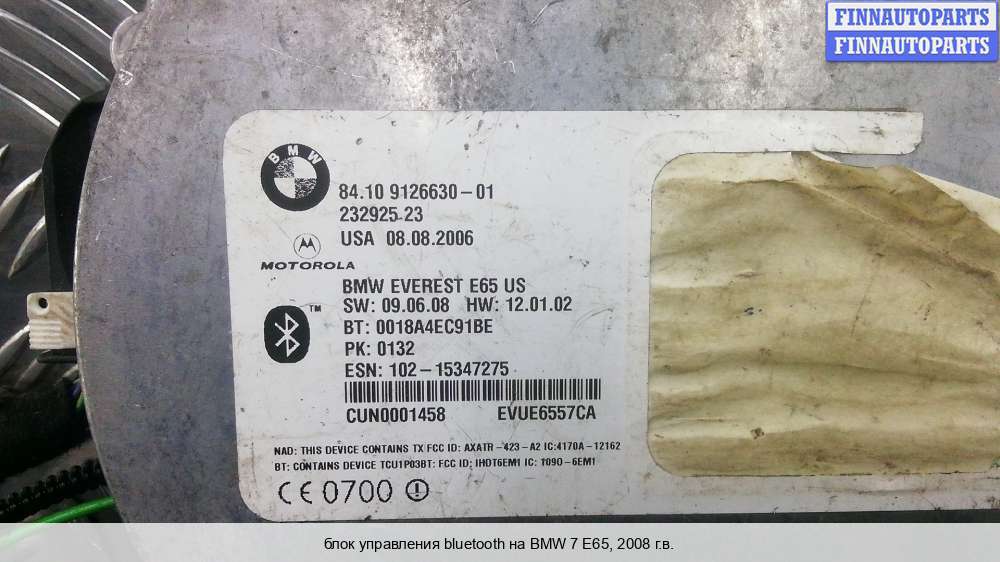 FINNAUTOPARTS
FINNAUTOPARTS
BMW
84.10 9126630-01
232925-23
USA 08.08.2006
MOTOROLA
BMW EVEREST E65 US
SW: 09.06.08 HW: 12.01.02
TM
BT: 0018A4EC91BE
PK: 0132
ESN: 102-15347275
CUN0001458 EVUE6557CA
NAD: THIS DEVICE CONTAINS TX FCC ID: AXATR-423-A2 IC:4170A-12162
BT: CONTAINS DEVICE TCU1P03BT: FCC ID; IHDT6EM1 IC: 1090-6EM1
CE 0700
блок управления bluetooth на BMW 7 E65, 2008 г.в.